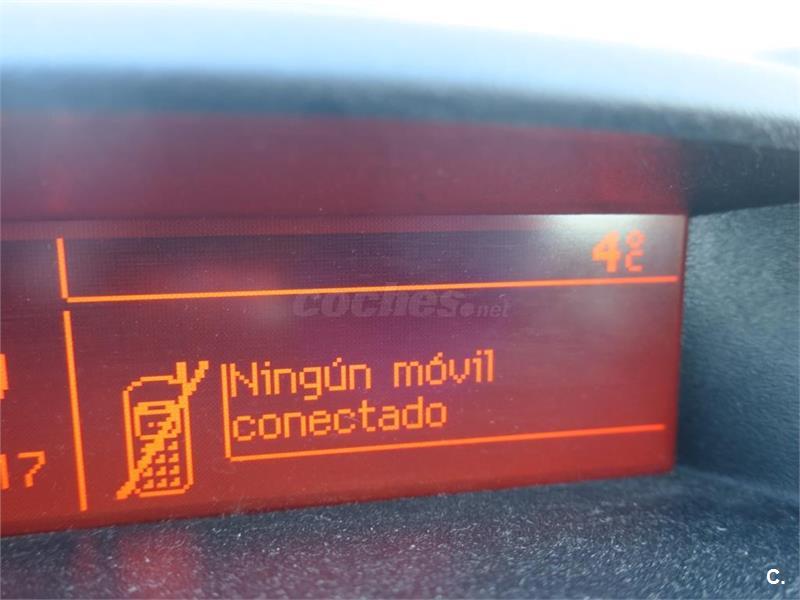 4°C
coches.net
Ningún móvil
conectado
17
C.